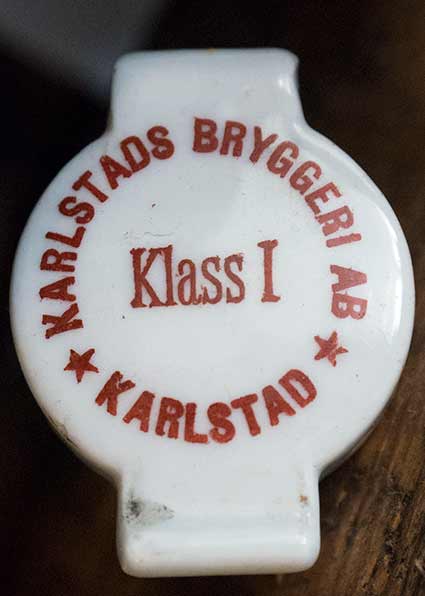 KARLSTADS BRYGGERI AB
Klass I
★ KARLSTAD ★